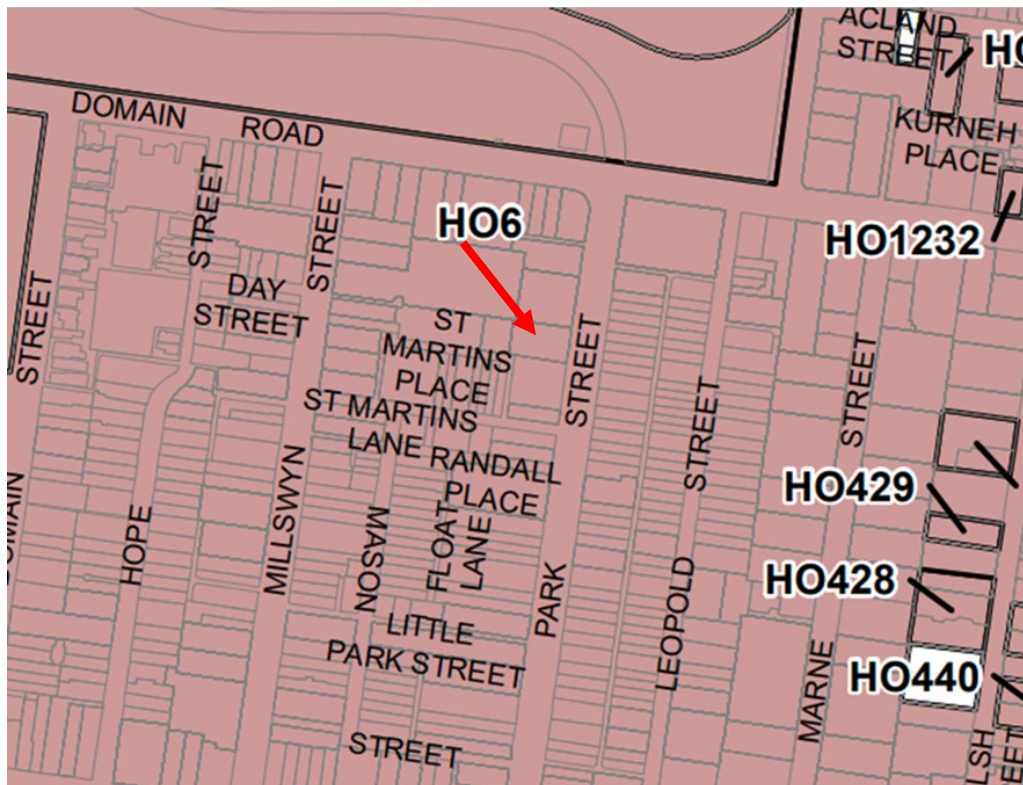 ACLAND
STREET
DOMAIN
ROAD
KURNEH
PLACE
STREET
STREET
HO6
HO1232
DAY
STREET
STREET
ST
MARTINS
PLACE
STREET
STREET
STREET
ST MARTINS
LANE
RANDALL
PLACE
HO429
HOPE
MILLSWYN
MASON
FLOAT
LANE
PARK
LEOPOLD
HO428
LITTLE
PARK STREET
MARNE
HO440
STREET